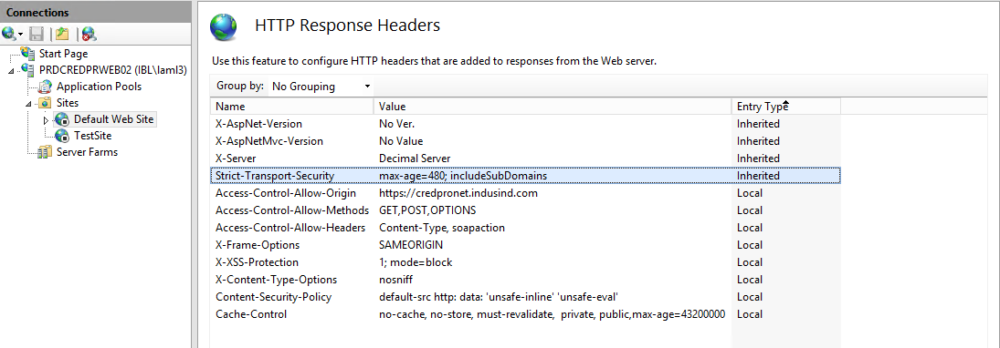 Connections
Start Page
PRDCREDPRWEB02 (IBL\Iaml3)
Application Pools
Sites
Default Web Site
TestSite
Server Farms
HTTP Response Headers
Use this feature to configure HTTP headers that are added to responses from the Web server.
Group by: No Grouping
Name Value Entry Type
X-AspNet-Version No Ver. Inherited
X-AspNetMvc-Version No Value Inherited
X-Server Decimal Server Inherited
Strict-Transport-Security max-age=480; includeSubDomains Inherited
Access-Control-Allow-Origin https://credpronet.indusind.com Local
Access-Control-Allow-Methods GET,POST,OPTIONS Local
Access-Control-Allow-Headers Content-Type, soapaction Local
X-Frame-Options SAMEORIGIN Local
X-XSS-Protection 1; mode=block Local
X-Content-Type-Options nosniff Local
Content-Security-Policy default-src http: data: 'unsafe-inline' 'unsafe-eval' Local
Cache-Control no-cache, no-store, must-revalidate, private, public,max-age=43200000 Local